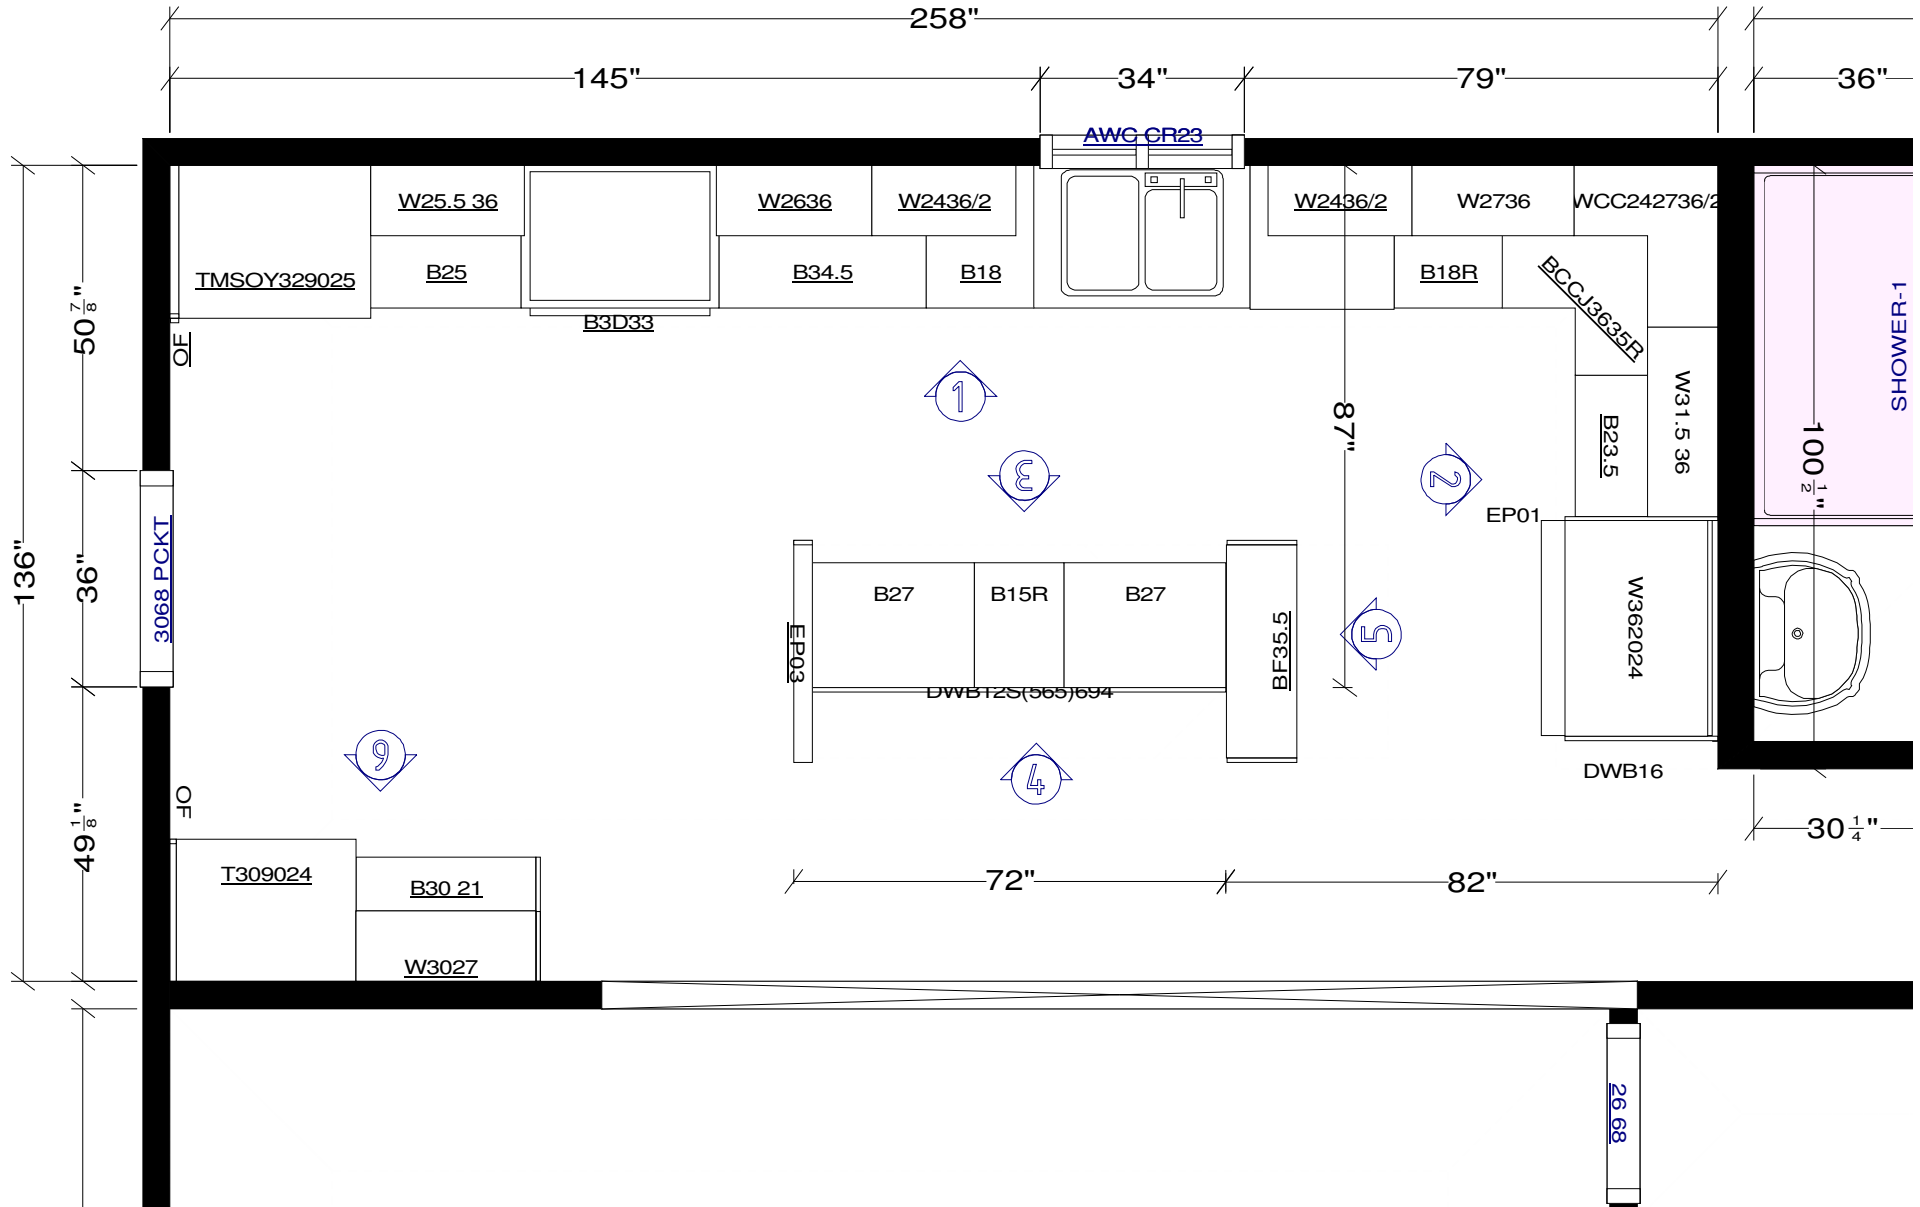 258"
145"
34"
79"
36"
AWC CR23
W25.5 36
W2636
W2436/2
W2436/2
W2736
WCC242736/2
TMSOY329025
B25
B34.5
B18
B18R
BCCJ3635R
B3D33
OF
50 7/8"
SHOWER-1
1
87"
W31.5 36
B23.5
100 1/2"
3
2
EP01
136"
36"
3068 PCKT
B27
B15R
B27
EP03
BF35.5
5
W362024
DWB12S(565)694
6
4
DWB16
OF
49 1/8"
30 1/4"
T309024
B30 21
72"
82"
W3027
26 68